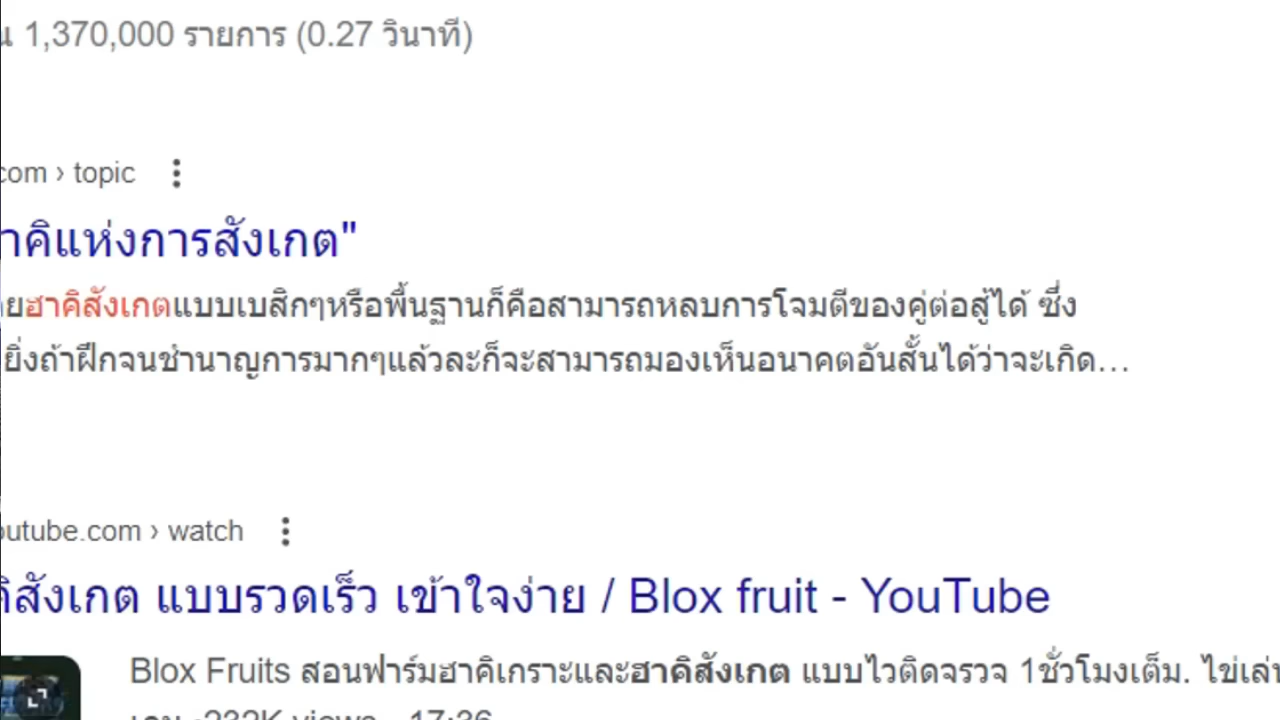 1,370,000 รายการ (0.27 วินาที)
.com › topic
าคิแห่งการสังเกต"
ฮาคิสังเกตแบบเบสิกๆหรือพื้นฐานก็คือสามารถหลบการโจมตีของคู่ต่อสู้ได้ ซึ่ง
ยิ่งถ้าฝึกจนชำนาญการมากๆแล้วละก็จะสามารถมองเห็นอนาคตอันสั้นได้ว่าจะเกิด...
outube.com › watch
คิสังเกต แบบรวดเร็ว เข้าใจง่าย / Blox fruit - YouTube
Blox Fruits สอนฟาร์มฮาคิเกราะและฮาคิสังเกต แบบไวติดจรวจ 1ชั่วโมงเต็ม. ไข่เล่น
232K views 17:36